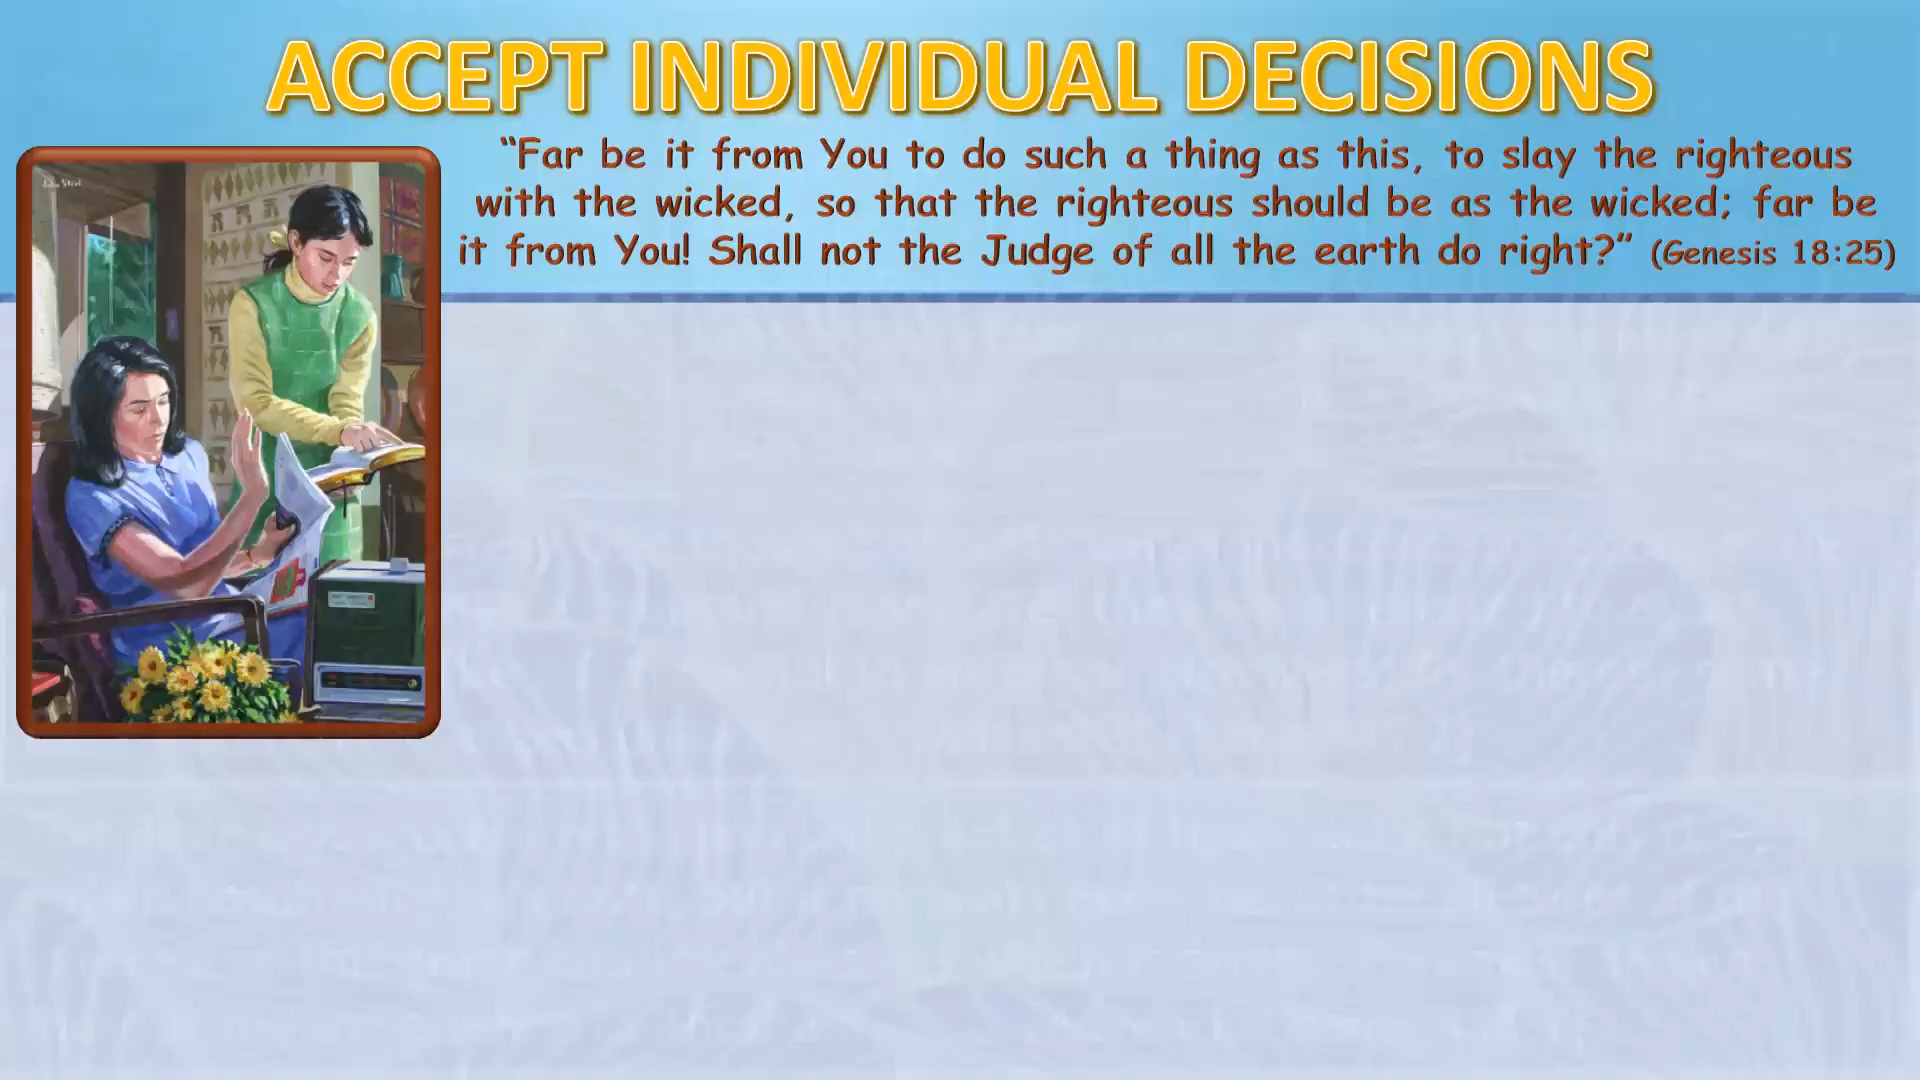 ACCEPT INDIVIDUAL DECISIONS
“Far be it from You to do such a thing as this, to slay the righteous
with the wicked, so that the righteous should be as the wicked; far be
it from You! Shall not the Judge of all the earth do right?” (Genesis 18:25)